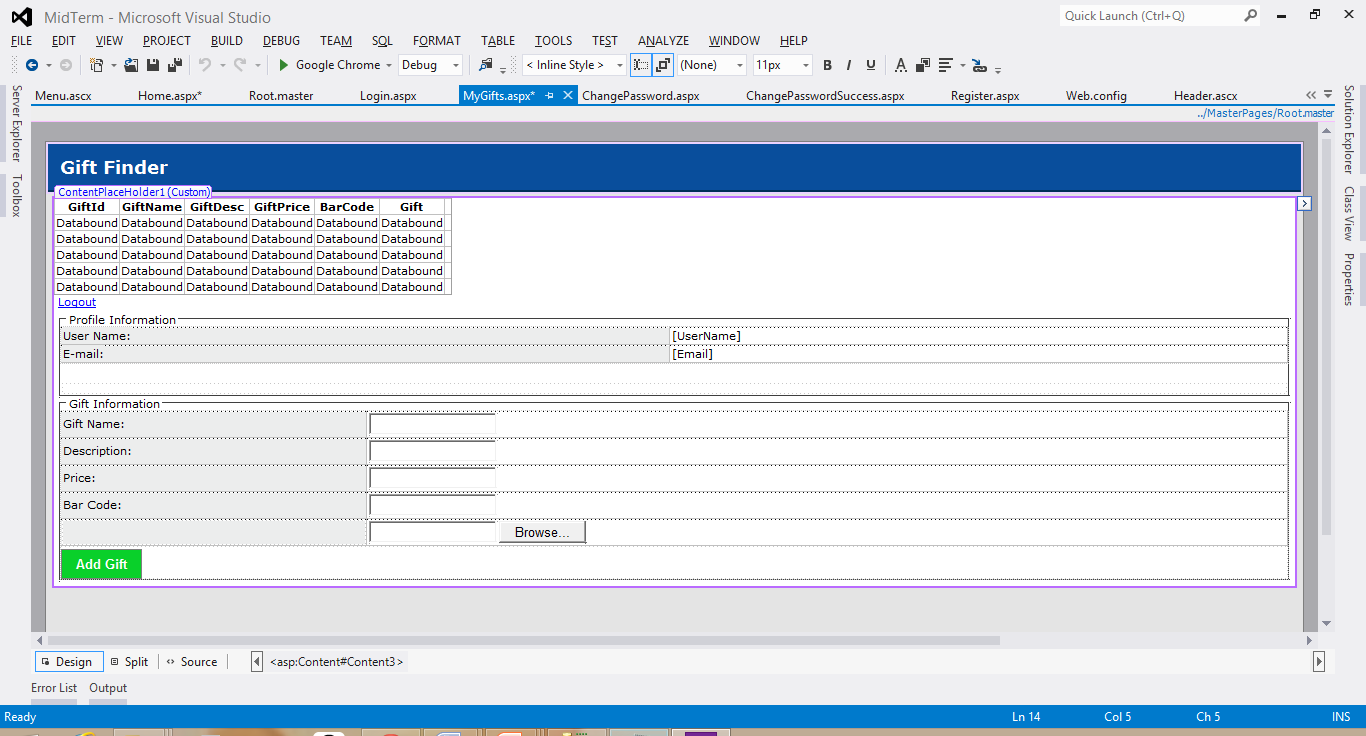 MidTerm - Microsoft Visual Studio
Quick Launch (Ctrl+Q)
FILE EDIT VIEW PROJECT BUILD DEBUG TEAM SQL FORMAT TABLE TOOLS TEST ANALYZE WINDOW HELP
Google Chrome Debug < Inline Style > (None) 11px B I U A
Server Explorer
Toolbox
Menu.ascx Home.aspx* Root.master Login.aspx MyGifts.aspx* ChangePassword.aspx ChangePasswordSuccess.aspx Register.aspx Web.config Header.ascx
../MasterPages/Root.master
Solution Explorer
Class View
Properties
Gift Finder
ContentPlaceHolder1 (Custom)
GiftId GiftName GiftDesc GiftPrice BarCode Gift
Databound Databound Databound Databound Databound Databound
Databound Databound Databound Databound Databound Databound
Databound Databound Databound Databound Databound Databound
Databound Databound Databound Databound Databound Databound
Databound Databound Databound Databound Databound Databound
Logout
Profile Information
User Name: [UserName]
E-mail: [Email]
Gift Information
Gift Name:
Description:
Price:
Bar Code:
Browse...
Add Gift
Design Split Source <asp:Content#Content3>
Error List Output
Ready Ln 14 Col 5 Ch 5 INS